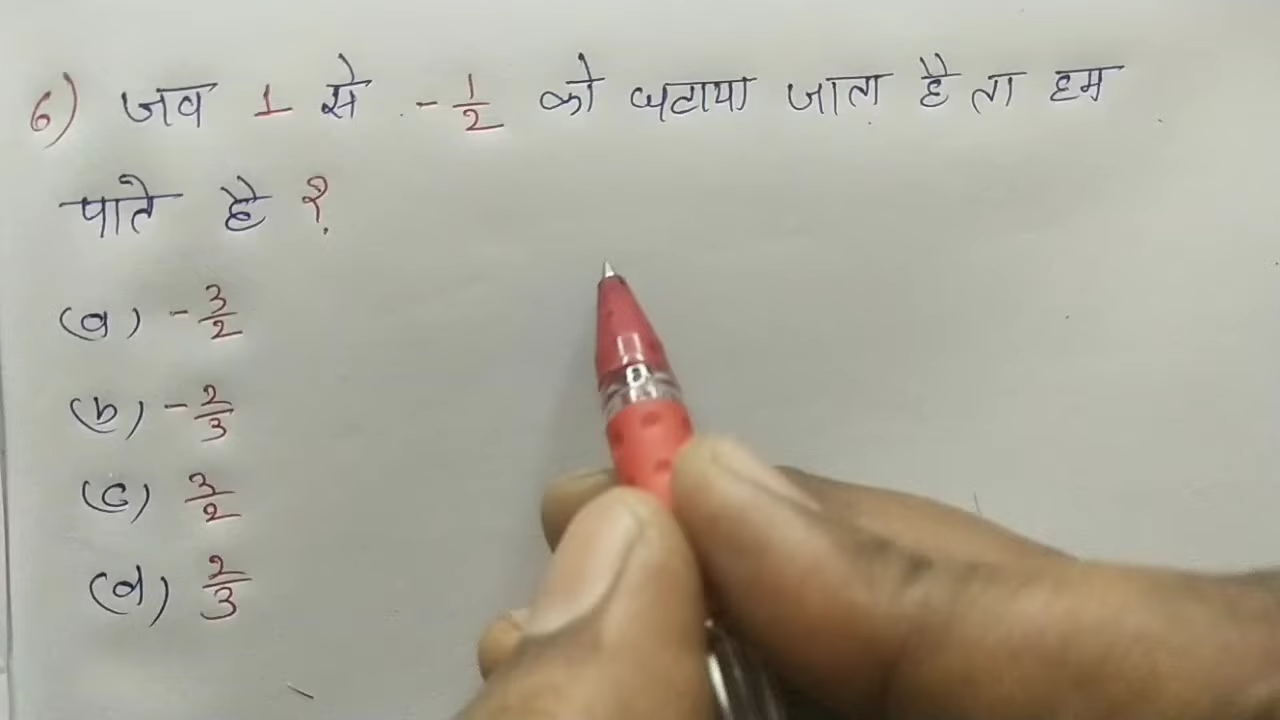 6) जब 1 से -1/2 को घटाया जाता है ता हम
पाते है ?
(a) -3/2
(b) -2/3
(c) 3/2
(d) 2/3